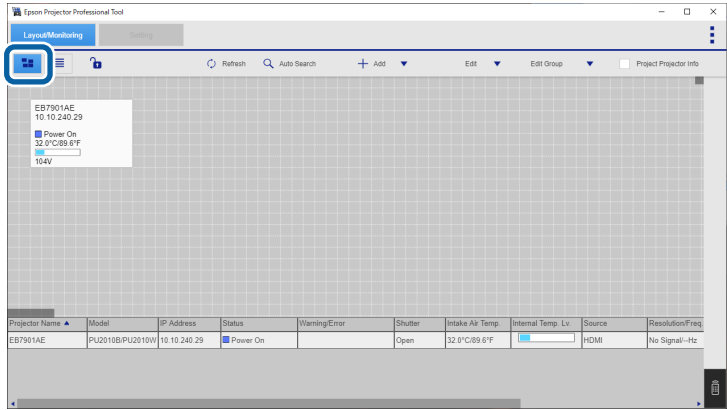 Epson Projector Professional Tool
Layout/Monitoring Setting
Refresh Auto Search Add Edit Edit Group Project Projector Info
EB7901AE
10.10.240.29
Power On
32.0°C/89.6°F
104V
Projector Name Model IP Address Status Warning/Error Shutter Intake Air Temp. Internal Temp. Lv. Source Resolution/Freq.
EB7901AE PU2010B/PU2010W 10.10.240.29 Power On Open 32.0°C/89.6°F HDMI No Signal/--Hz